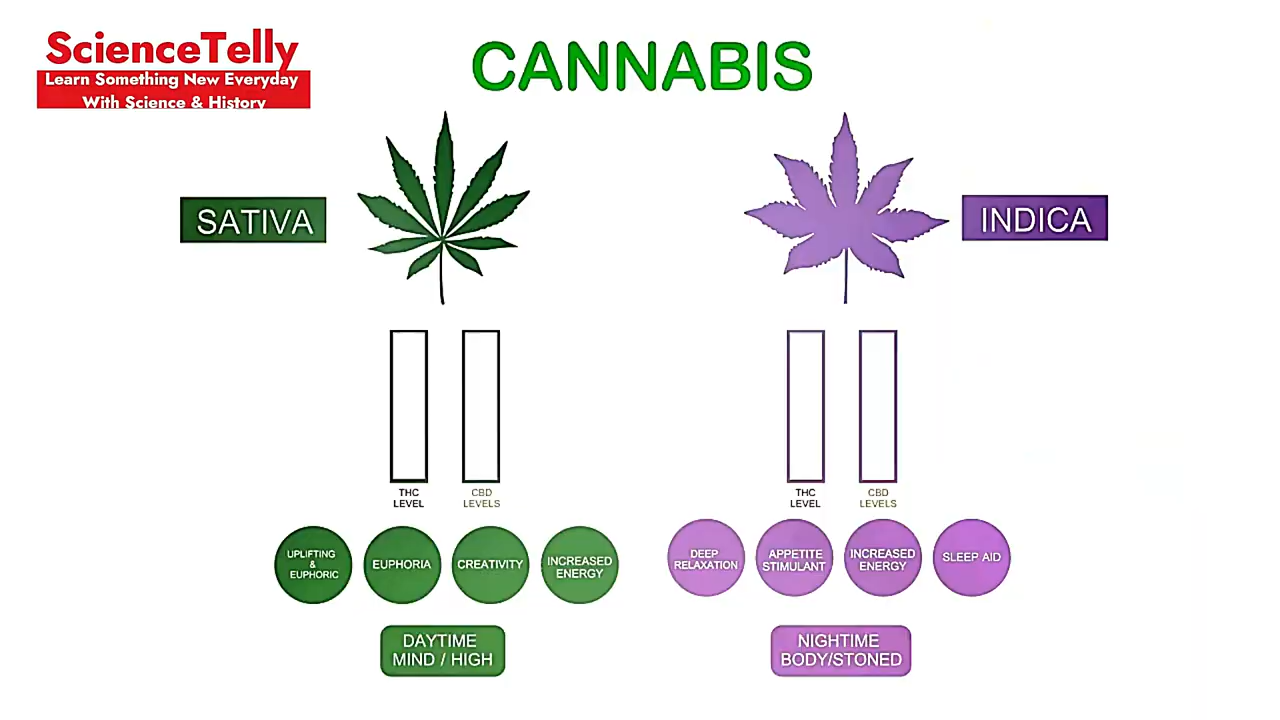 ScienceTelly
Learn Something New Everyday
With Science & History
CANNABIS
SATIVA
INDICA
THC
LEVEL
CBD
LEVELS
THC
LEVEL
CBD
LEVELS
UPLIFTING
&
EUPHORIC
EUPHORIA
CREATIVITY
INCREASED
ENERGY
DEEP
RELAXATION
APPETITE
STIMULANT
INCREASED
ENERGY
SLEEP AID
DAYTIME
MIND / HIGH
NIGHTIME
BODY/STONED